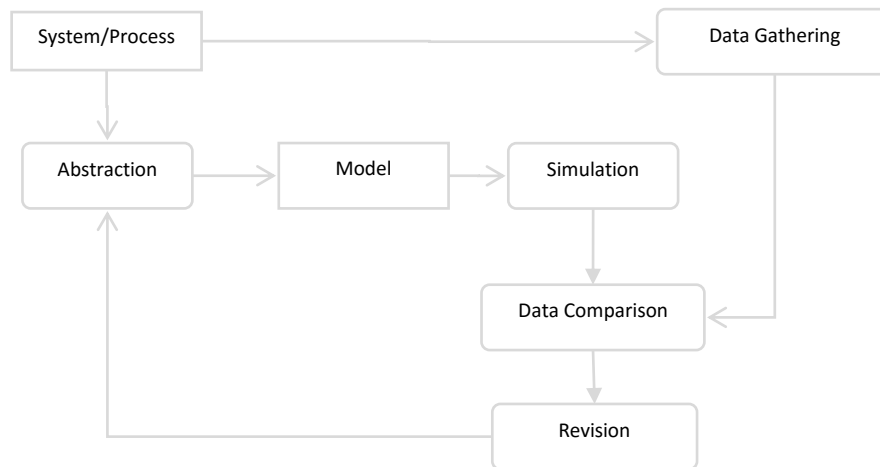 System/Process
Data Gathering
Abstraction
Model
Simulation
Data Comparison
Revision